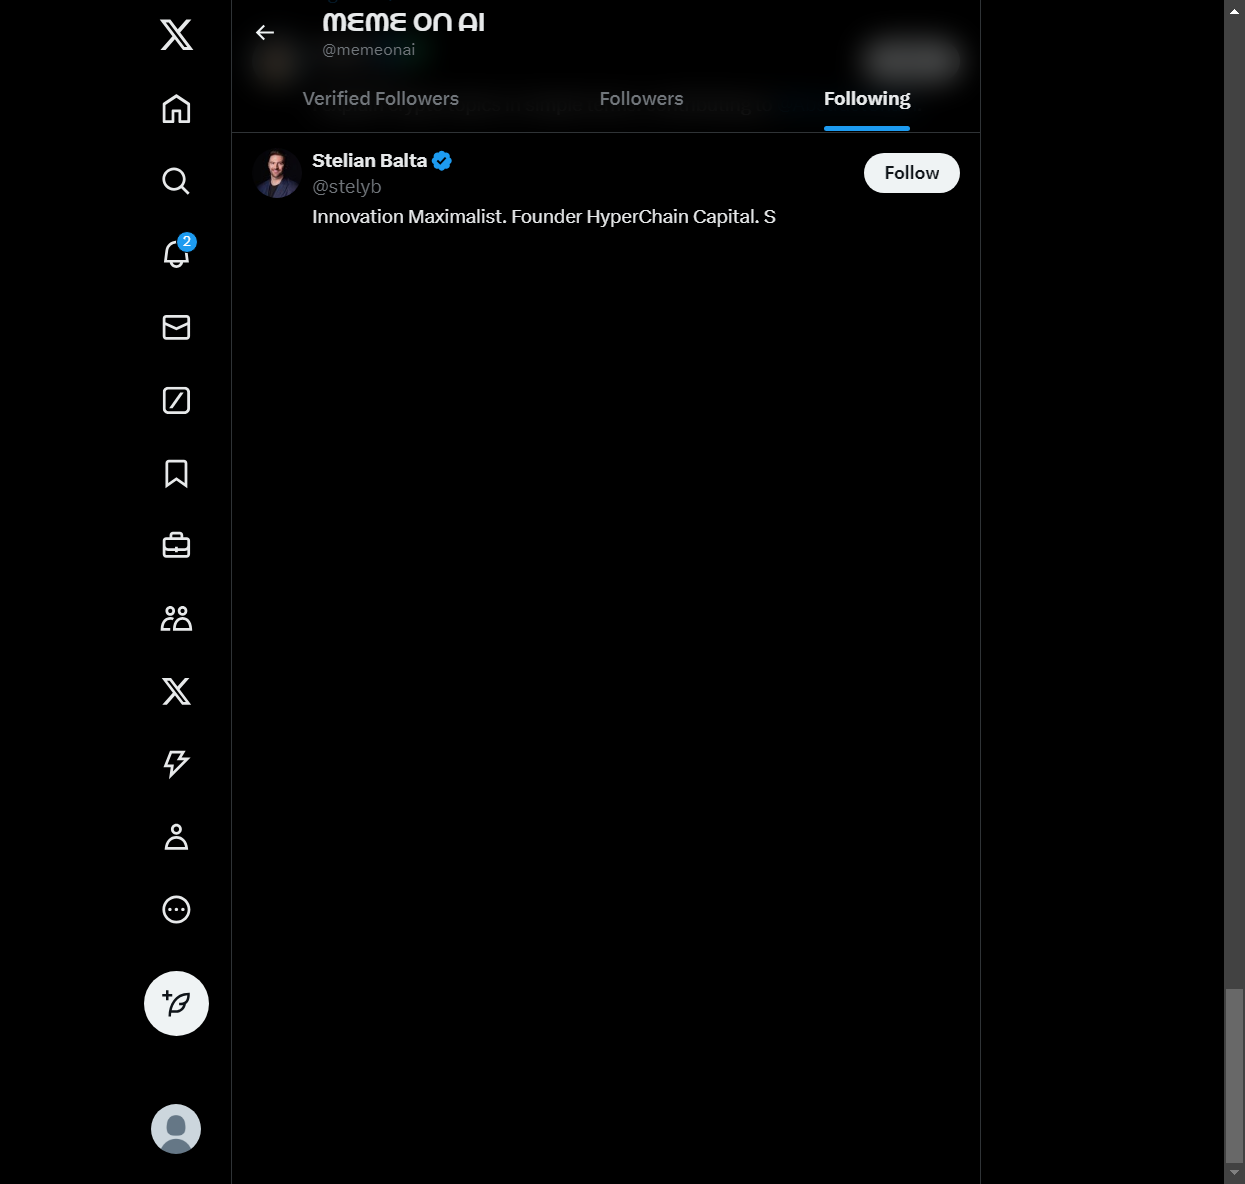 MEME ON AI
@memeonai
Verified Followers
Followers
Following
Stelian Balta
@stelyb
Follow
Innovation Maximalist. Founder HyperChain Capital. S
2